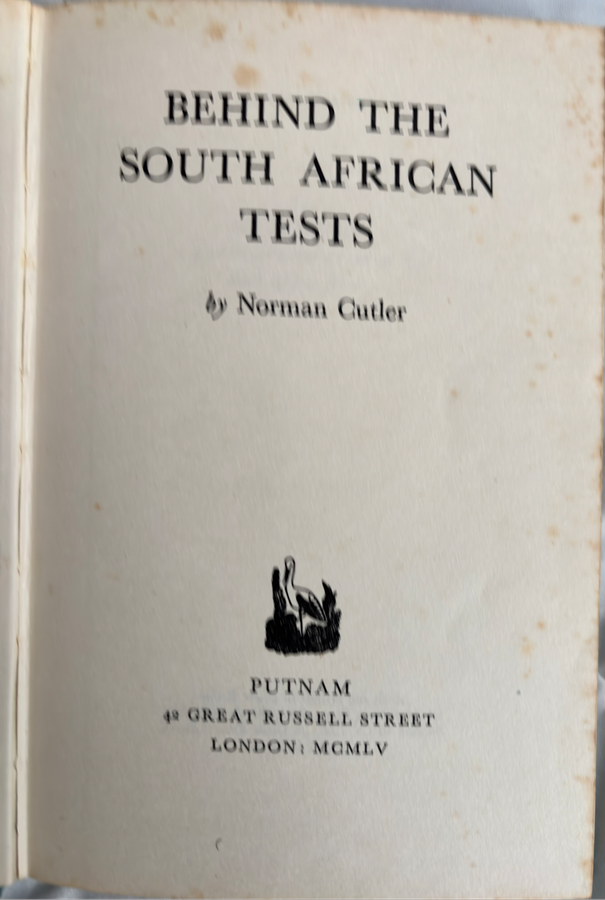 BEHIND THE
SOUTH AFRICAN
TESTS
by Norman Cutler
PUTNAM
42 GREAT RUSSELL STREET
LONDON: MCMLV